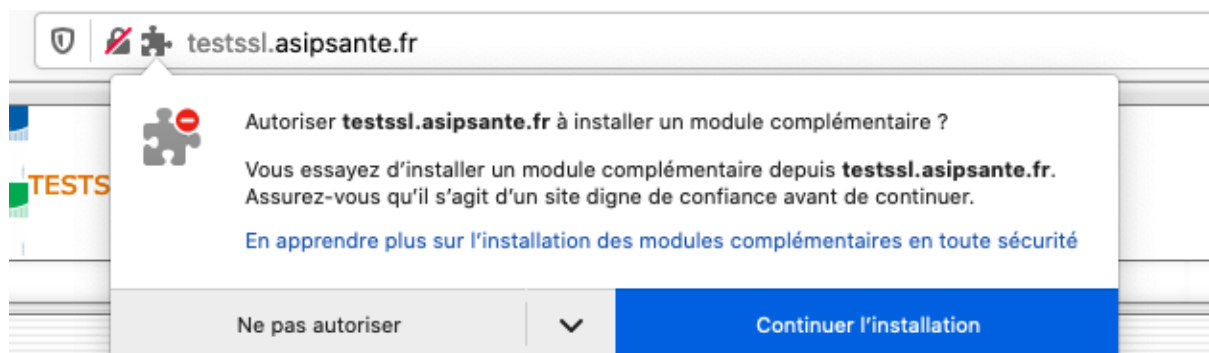 testssl.asipsante.fr
TESTS
Autoriser testssl.asipsante.fr à installer un module complémentaire ?
Vous essayez d’installer un module complémentaire depuis testssl.asipsante.fr.
Assurez-vous qu’il s’agit d’un site digne de confiance avant de continuer.
En apprendre plus sur l’installation des modules complémentaires en toute sécurité
Ne pas autoriser
Continuer l’installation